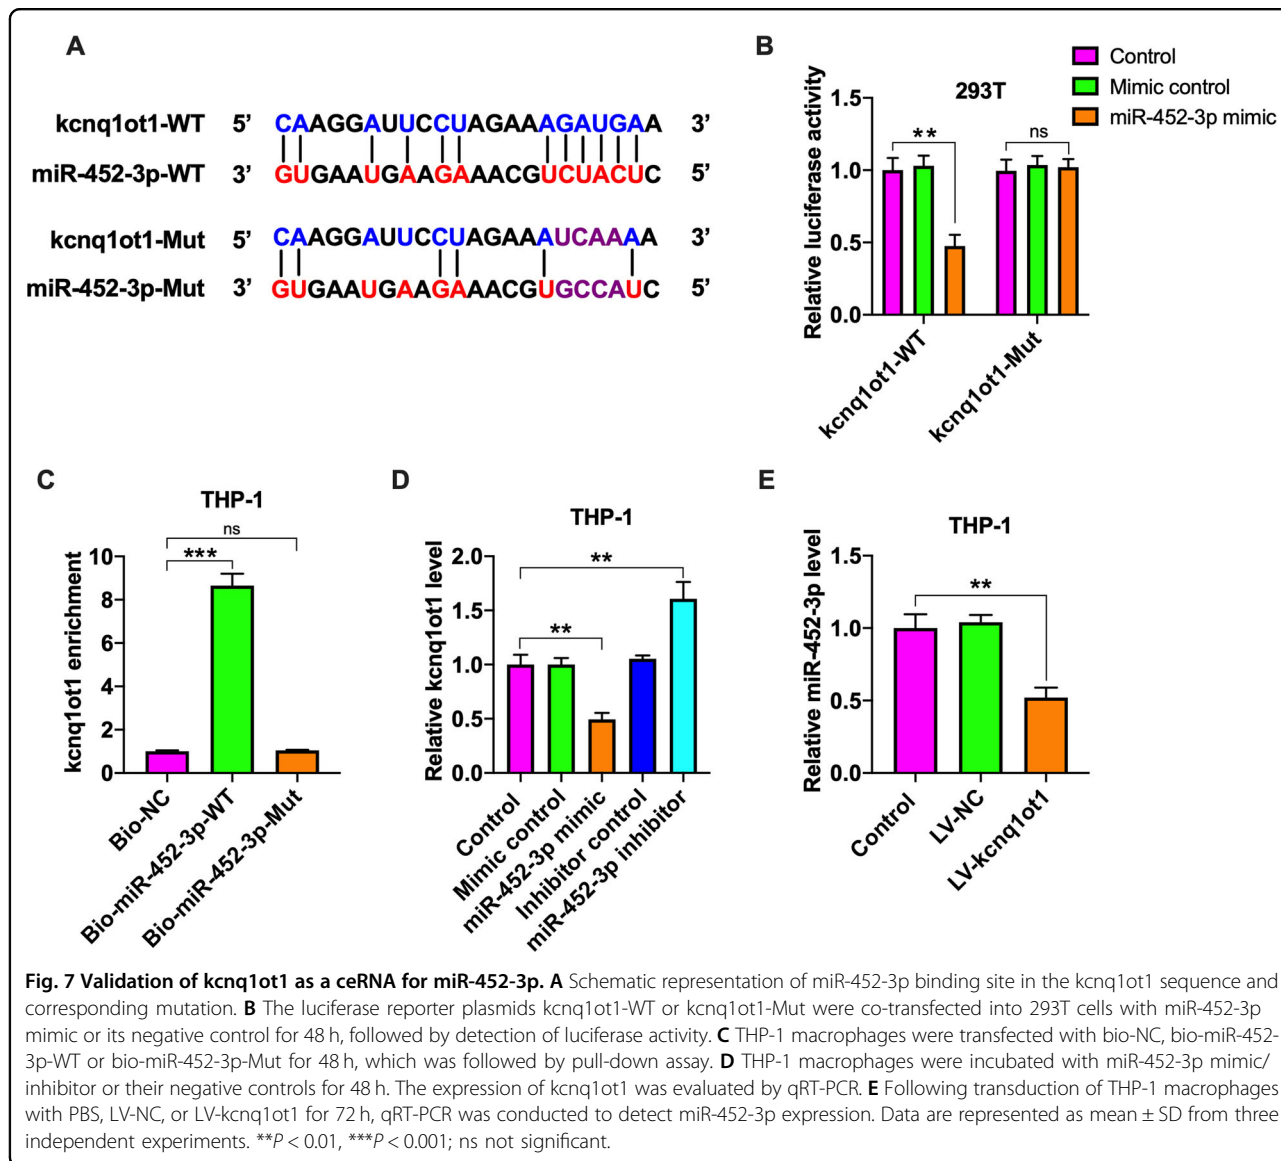 A
kcnq1ot1-WT 5’ CAAGGAUUCCUAGAAAGAUGAA 3’
miR-452-3p-WT 3’ GUGAAUGAAGAAACGUCUACUC 5’
kcnq1ot1-Mut 5’ CAAGGAUUCCUAGAAAUCAAAA 3’
miR-452-3p-Mut 3’ GUGAAUGAAGAAACGUGCCAUC 5’
B
Control
Mimic control
miR-452-3p mimic
293T
Relative luciferase activity
1.5
1.0
0.5
0.0
**
ns
kcnq1ot1-WT
kcnq1ot1-Mut
C
THP-1
kcnq1ot1 enrichment
10
8
6
4
2
0
ns
***
Bio-NC
Bio-miR-452-3p-WT
Bio-miR-452-3p-Mut
D
THP-1
Relative kcnq1ot1 level
2.0
1.5
1.0
0.5
0.0
**
**
Control
Mimic control
miR-452-3p mimic
Inhibitor control
miR-452-3p inhibitor
E
THP-1
Relative miR-452-3p level
1.5
1.0
0.5
0.0
**
Control
LV-NC
LV-kcnq1ot1
Fig. 7 Validation of kcnq1ot1 as a ceRNA for miR-452-3p. A Schematic representation of miR-452-3p binding site in the kcnq1ot1 sequence and
corresponding mutation. B The luciferase reporter plasmids kcnq1ot1-WT or kcnq1ot1-Mut were co-transfected into 293T cells with miR-452-3p
mimic or its negative control for 48 h, followed by detection of luciferase activity. C THP-1 macrophages were transfected with bio-NC, bio-miR-452-
3p-WT or bio-miR-452-3p-Mut for 48 h, which was followed by pull-down assay. D THP-1 macrophages were incubated with miR-452-3p mimic/
inhibitor or their negative controls for 48 h. The expression of kcnq1ot1 was evaluated by qRT-PCR. E Following transduction of THP-1 macrophages
with PBS, LV-NC, or LV-kcnq1ot1 for 72 h, qRT-PCR was conducted to detect miR-452-3p expression. Data are represented as mean ± SD from three
independent experiments. **P < 0.01, ***P < 0.001; ns not significant.